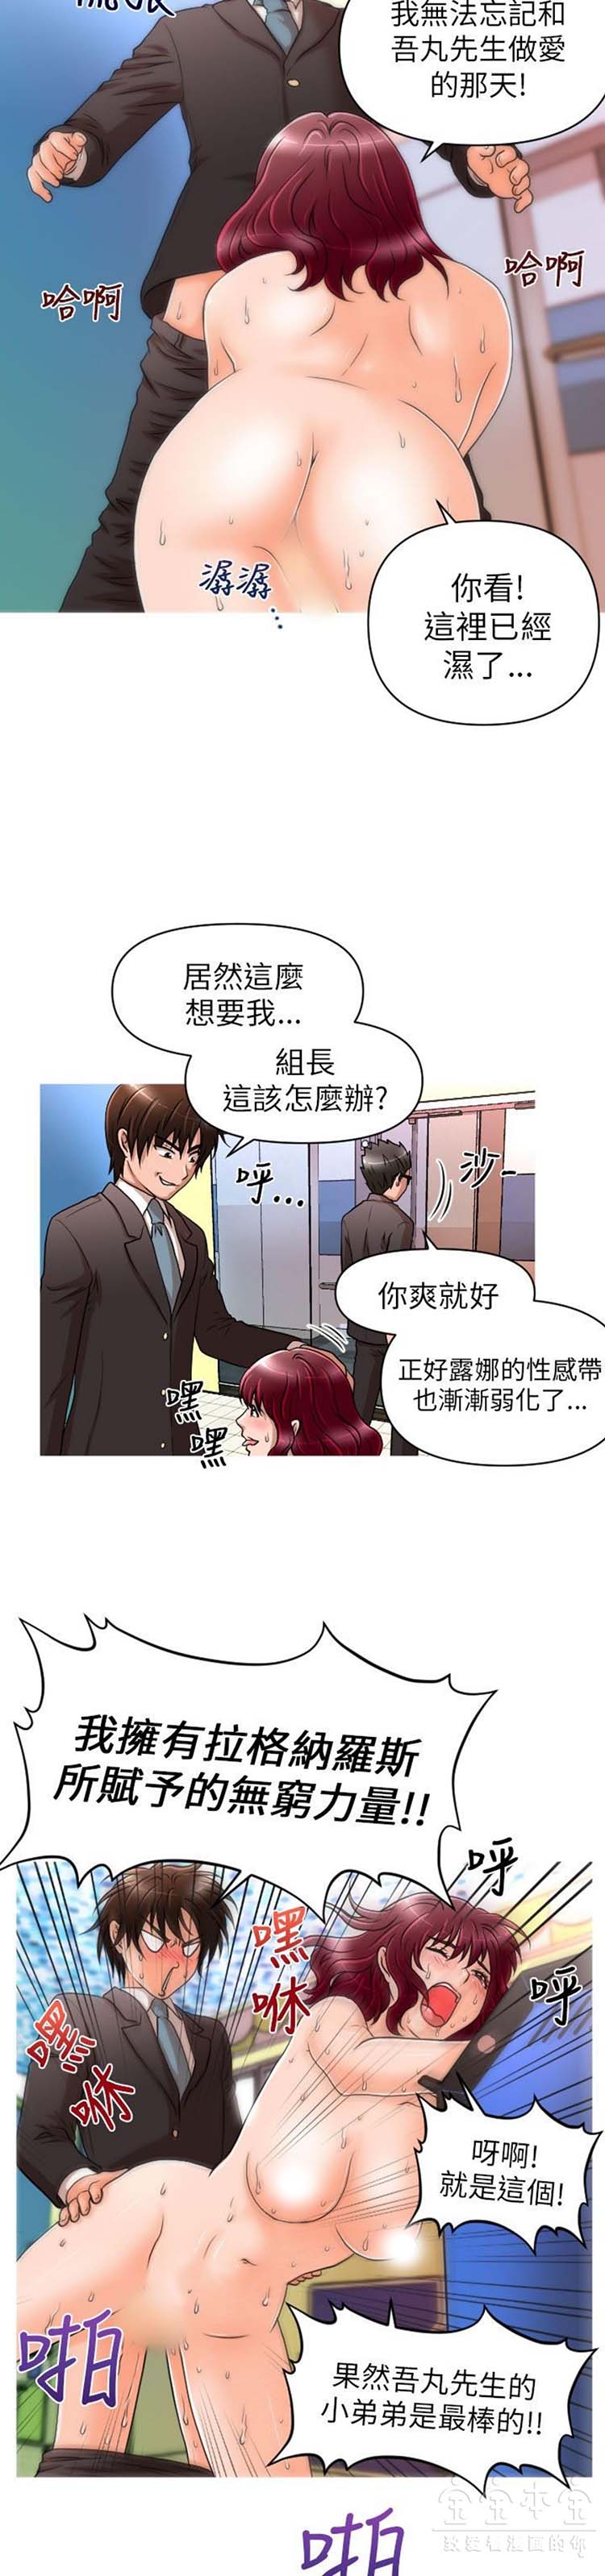 我無法忘記和
吾丸先生做愛
的那天!
哈啊
哈啊
潺潺
你看!
這裡已經
濕了...
居然這麼
想要我...
組長
這該怎麼辦?
呼...
沙-
你爽就好
正好露娜的性感帶
也漸漸弱化了...
嘿
嘿
我擁有拉格納羅斯
所賦予的無窮力量!!
呼
嘿
咻
呼
嘿
咻
呀啊!
就是這個!
啪
果然吾丸先生的
小弟弟是最棒的!!
啪